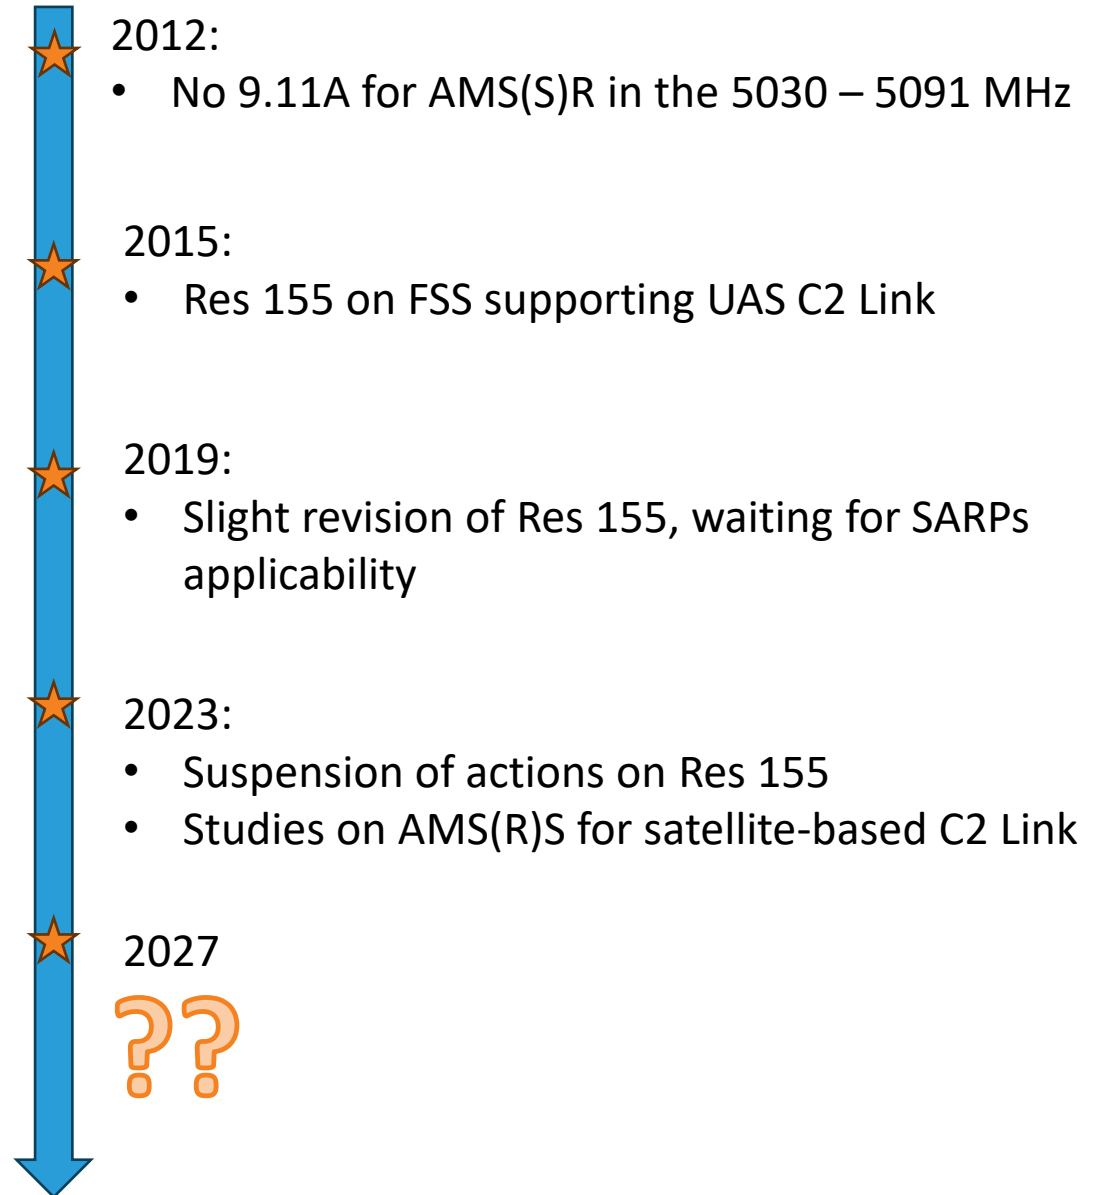 2012:
• No 9.11A for AMS(S)R in the 5030 – 5091 MHz
2015:
• Res 155 on FSS supporting UAS C2 Link
2019:
• Slight revision of Res 155, waiting for SARPs
applicability
2023:
• Suspension of actions on Res 155
• Studies on AMS(R)S for satellite-based C2 Link
2027
??